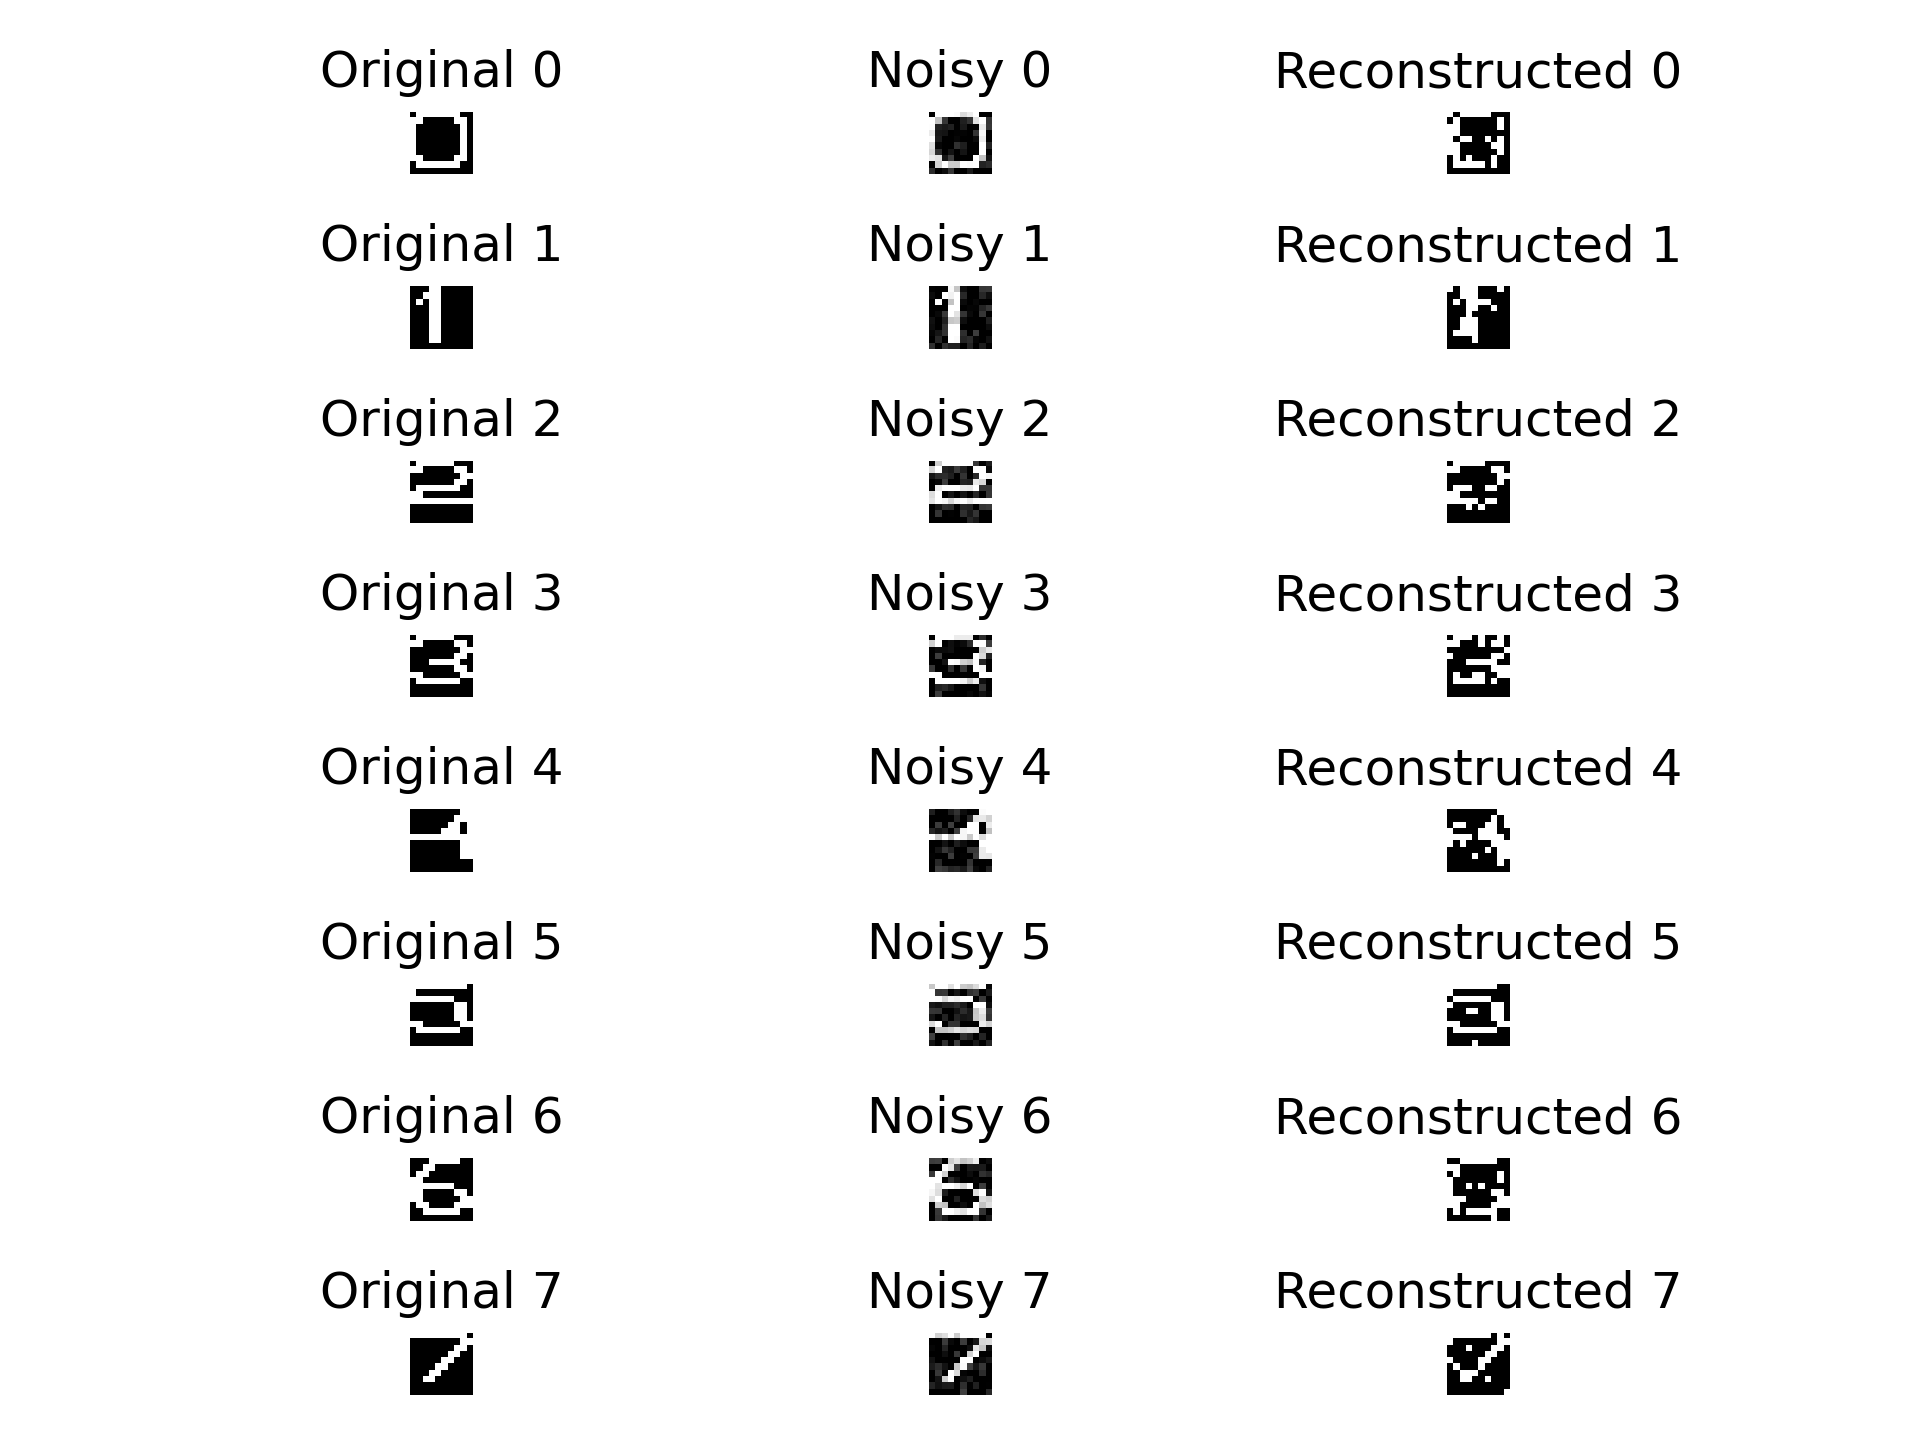 Original 0 Noisy 0 Reconstructed 0
Original 1 Noisy 1 Reconstructed 1
Original 2 Noisy 2 Reconstructed 2
Original 3 Noisy 3 Reconstructed 3
Original 4 Noisy 4 Reconstructed 4
Original 5 Noisy 5 Reconstructed 5
Original 6 Noisy 6 Reconstructed 6
Original 7 Noisy 7 Reconstructed 7